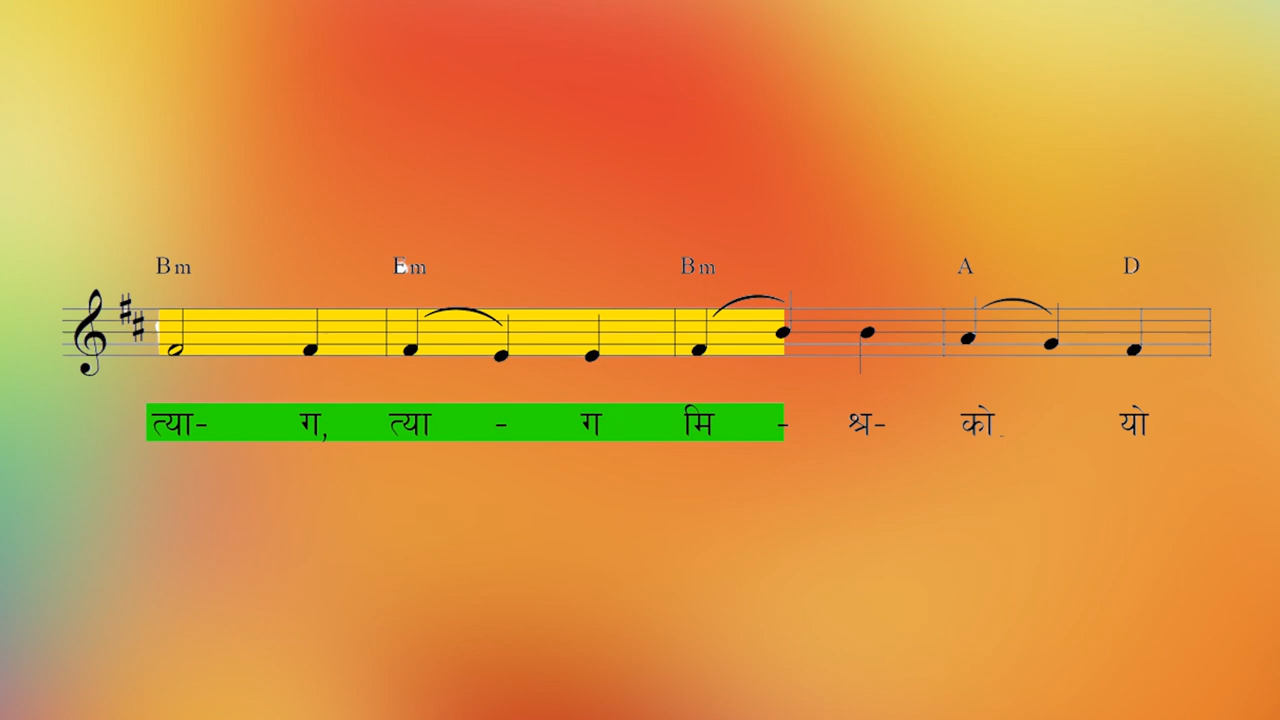 Bm Em Bm A D
त्या- ग, त्या - ग मि - श्र- को यो